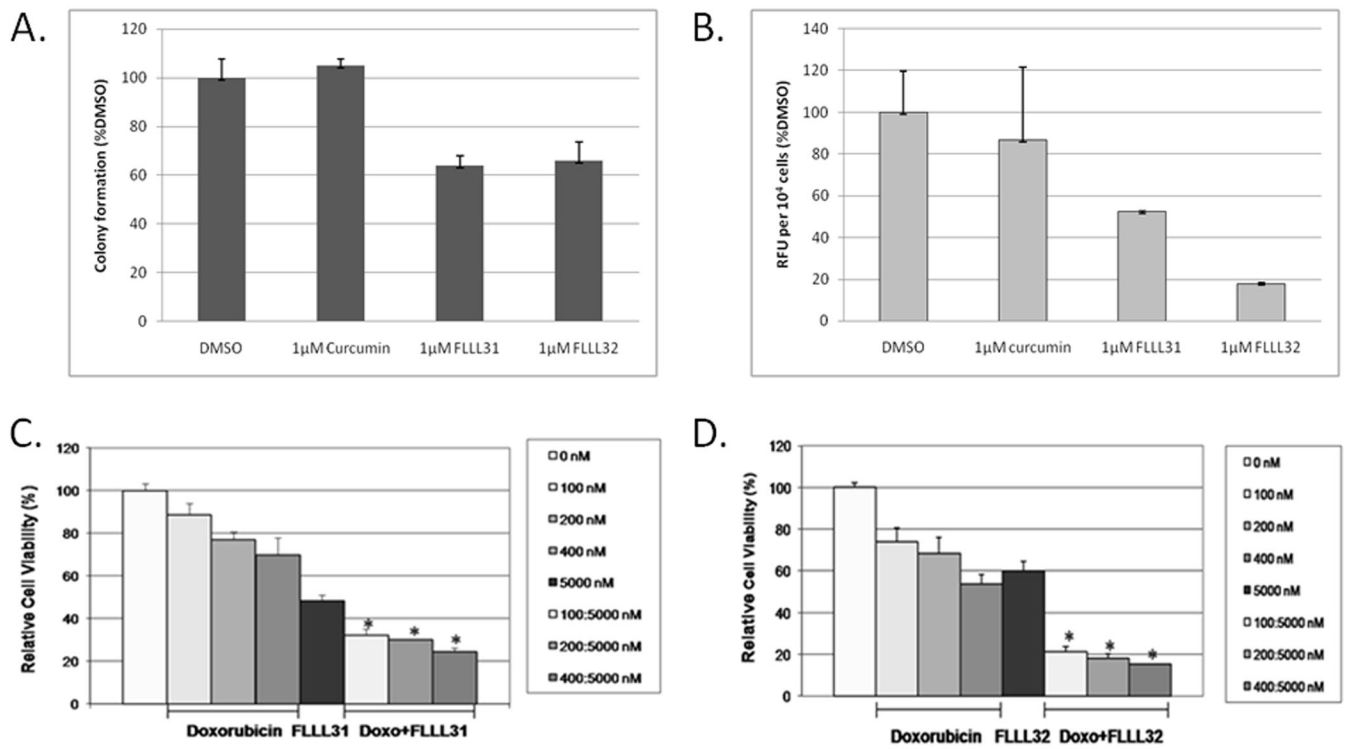 A.
120
100
80
60
40
20
0
Colony formation (%DMSO)
DMSO
1µM Curcumin
1µM FLLL31
1µM FLLL32
B.
140
120
100
80
60
40
20
0
RFU per 10⁴ cells (%DMSO)
DMSO
1µM curcumin
1µM FLLL31
1µM FLLL32
C.
120
100
80
60
40
20
0
Relative Cell Viability (%)
* * *
Doxorubicin
FLLL31
Doxo+FLLL31
0 nM
100 nM
200 nM
400 nM
5000 nM
100:5000 nM
200:5000 nM
400:5000 nM
D.
120
100
80
60
40
20
0
Relative Cell Viability (%)
* * *
Doxorubicin
FLLL32
Doxo+FLLL32
0 nM
100 nM
200 nM
400 nM
5000 nM
100:5000 nM
200:5000 nM
400:5000 nM